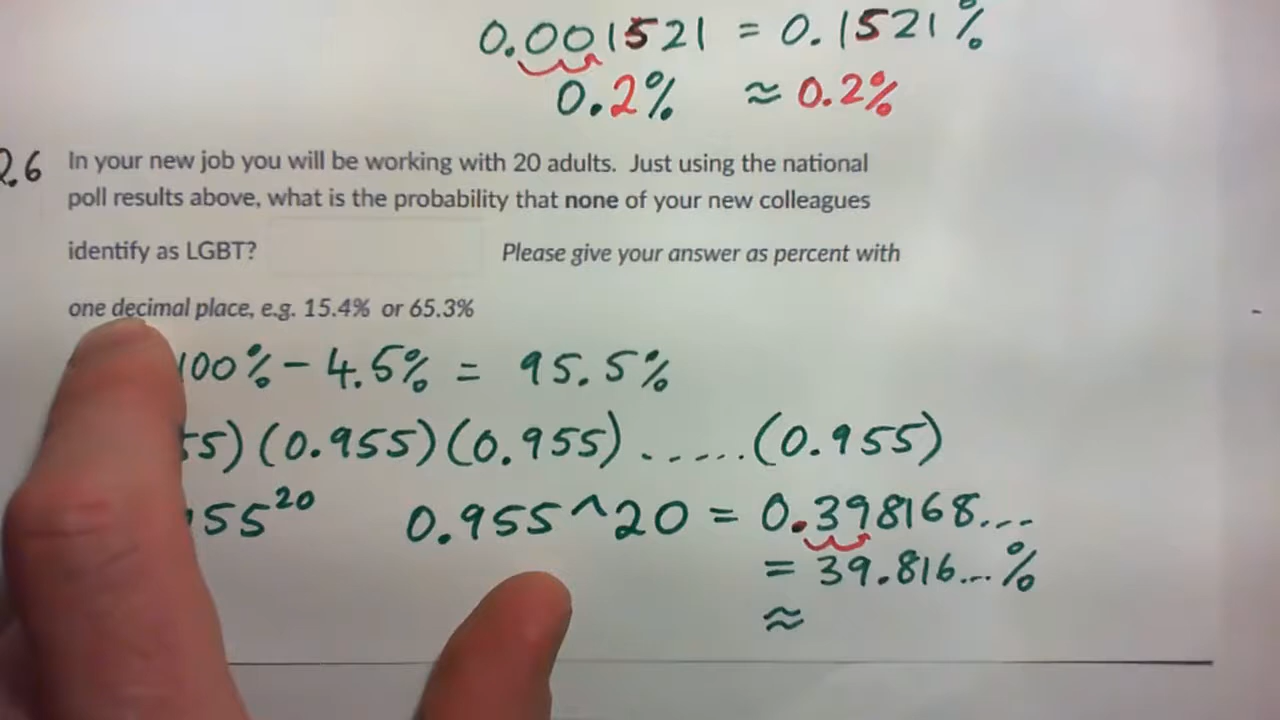 0.001521 = 0.1521%
0.2% ≈ 0.2%
2.6 In your new job you will be working with 20 adults. Just using the national
poll results above, what is the probability that none of your new colleagues
identify as LGBT? Please give your answer as percent with
one decimal place, e.g. 15.4% or 65.3%
100% - 4.5% = 95.5%
55)(0.955)(0.955).....(0.955)
55^20 0.955^20 = 0.398168...
= 39.816...%
≈